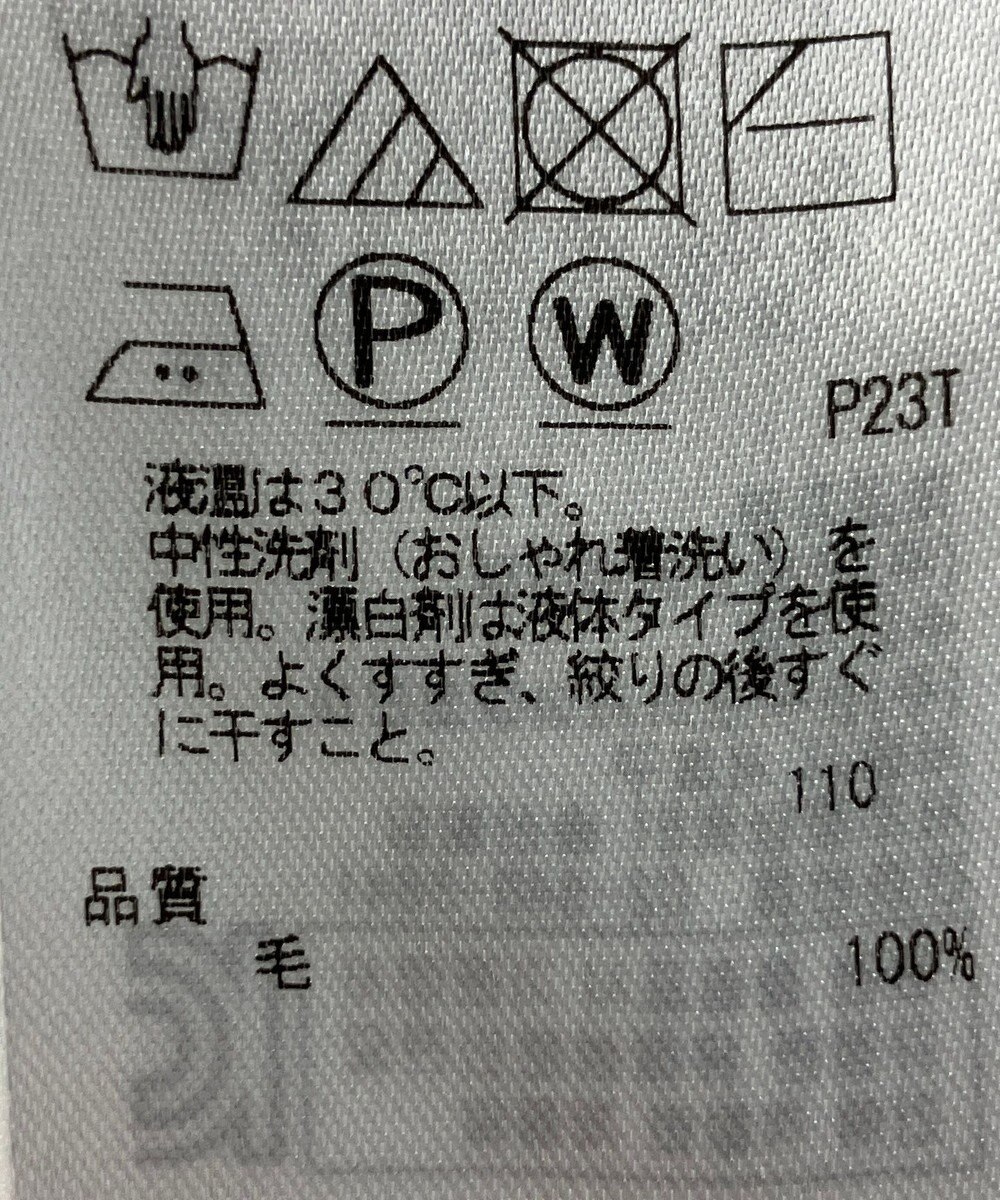 P W
P23T
液温は30℃以下。
中性洗剤（おしゃれ着洗い）を
使用。漂白剤は液体タイプを使
用。よくすすぎ、絞りの後すぐ
に干すこと。
110
品質
毛 100%